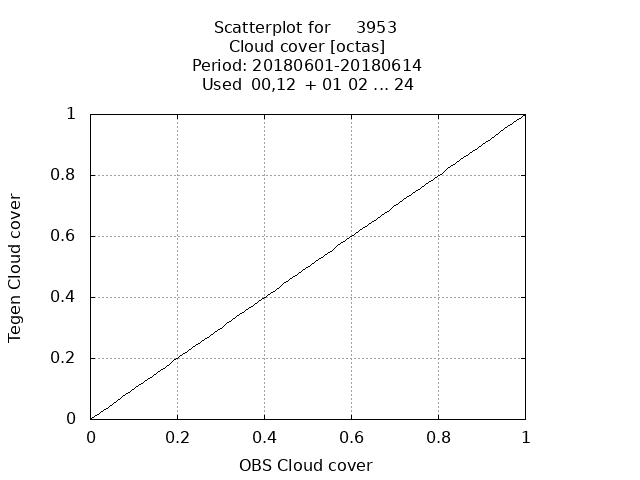 Scatterplot for 3953
Cloud cover [octas]
Period: 20180601-20180614
Used 00,12 + 01 02 ... 24
1
0.8
0.6
0.4
0.2
0
Tegen Cloud cover
0 0.2 0.4 0.6 0.8 1
OBS Cloud cover